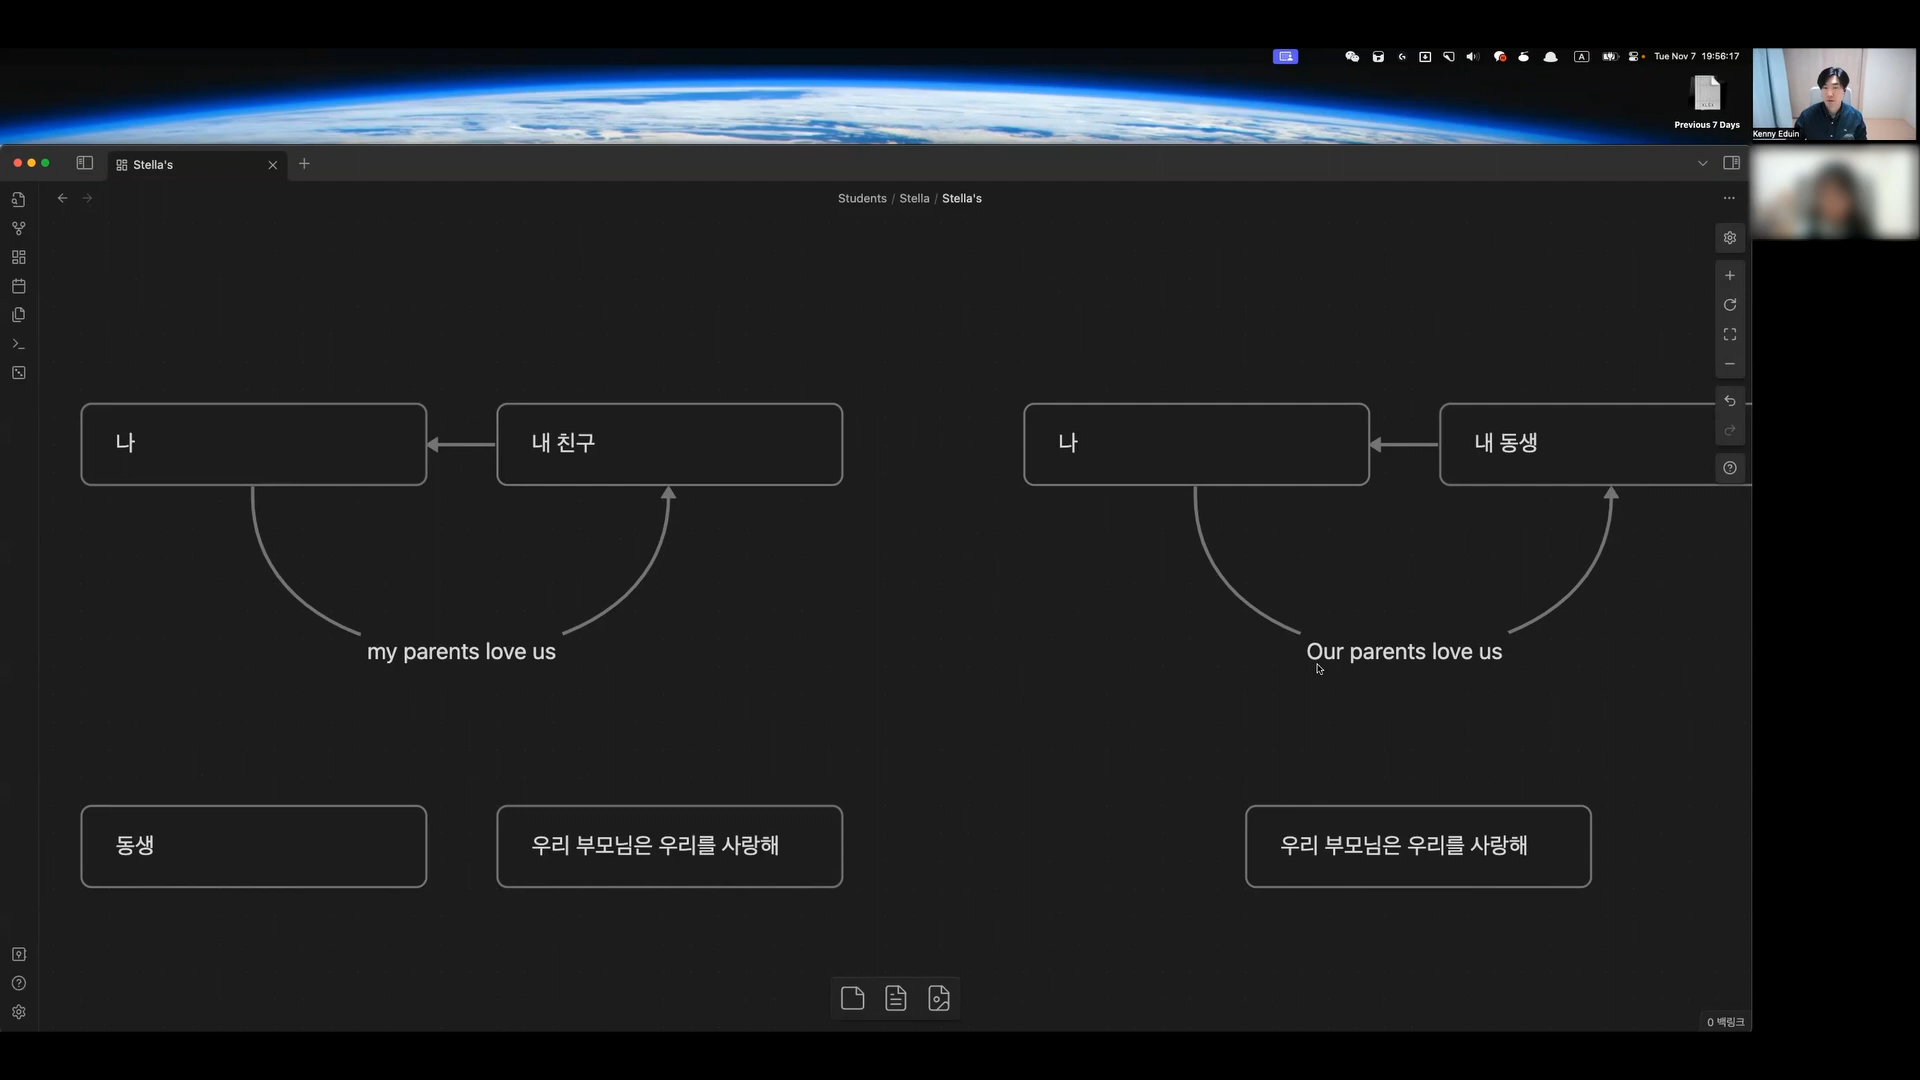 Tue Nov 7 19:56:17
Previous 7 Days
Kenny Eduin
Stella's
Students / Stella / Stella's
나
내 친구
나
내 동생
my parents love us
Our parents love us
동생
우리 부모님은 우리를 사랑해
우리 부모님은 우리를 사랑해
0 백링크